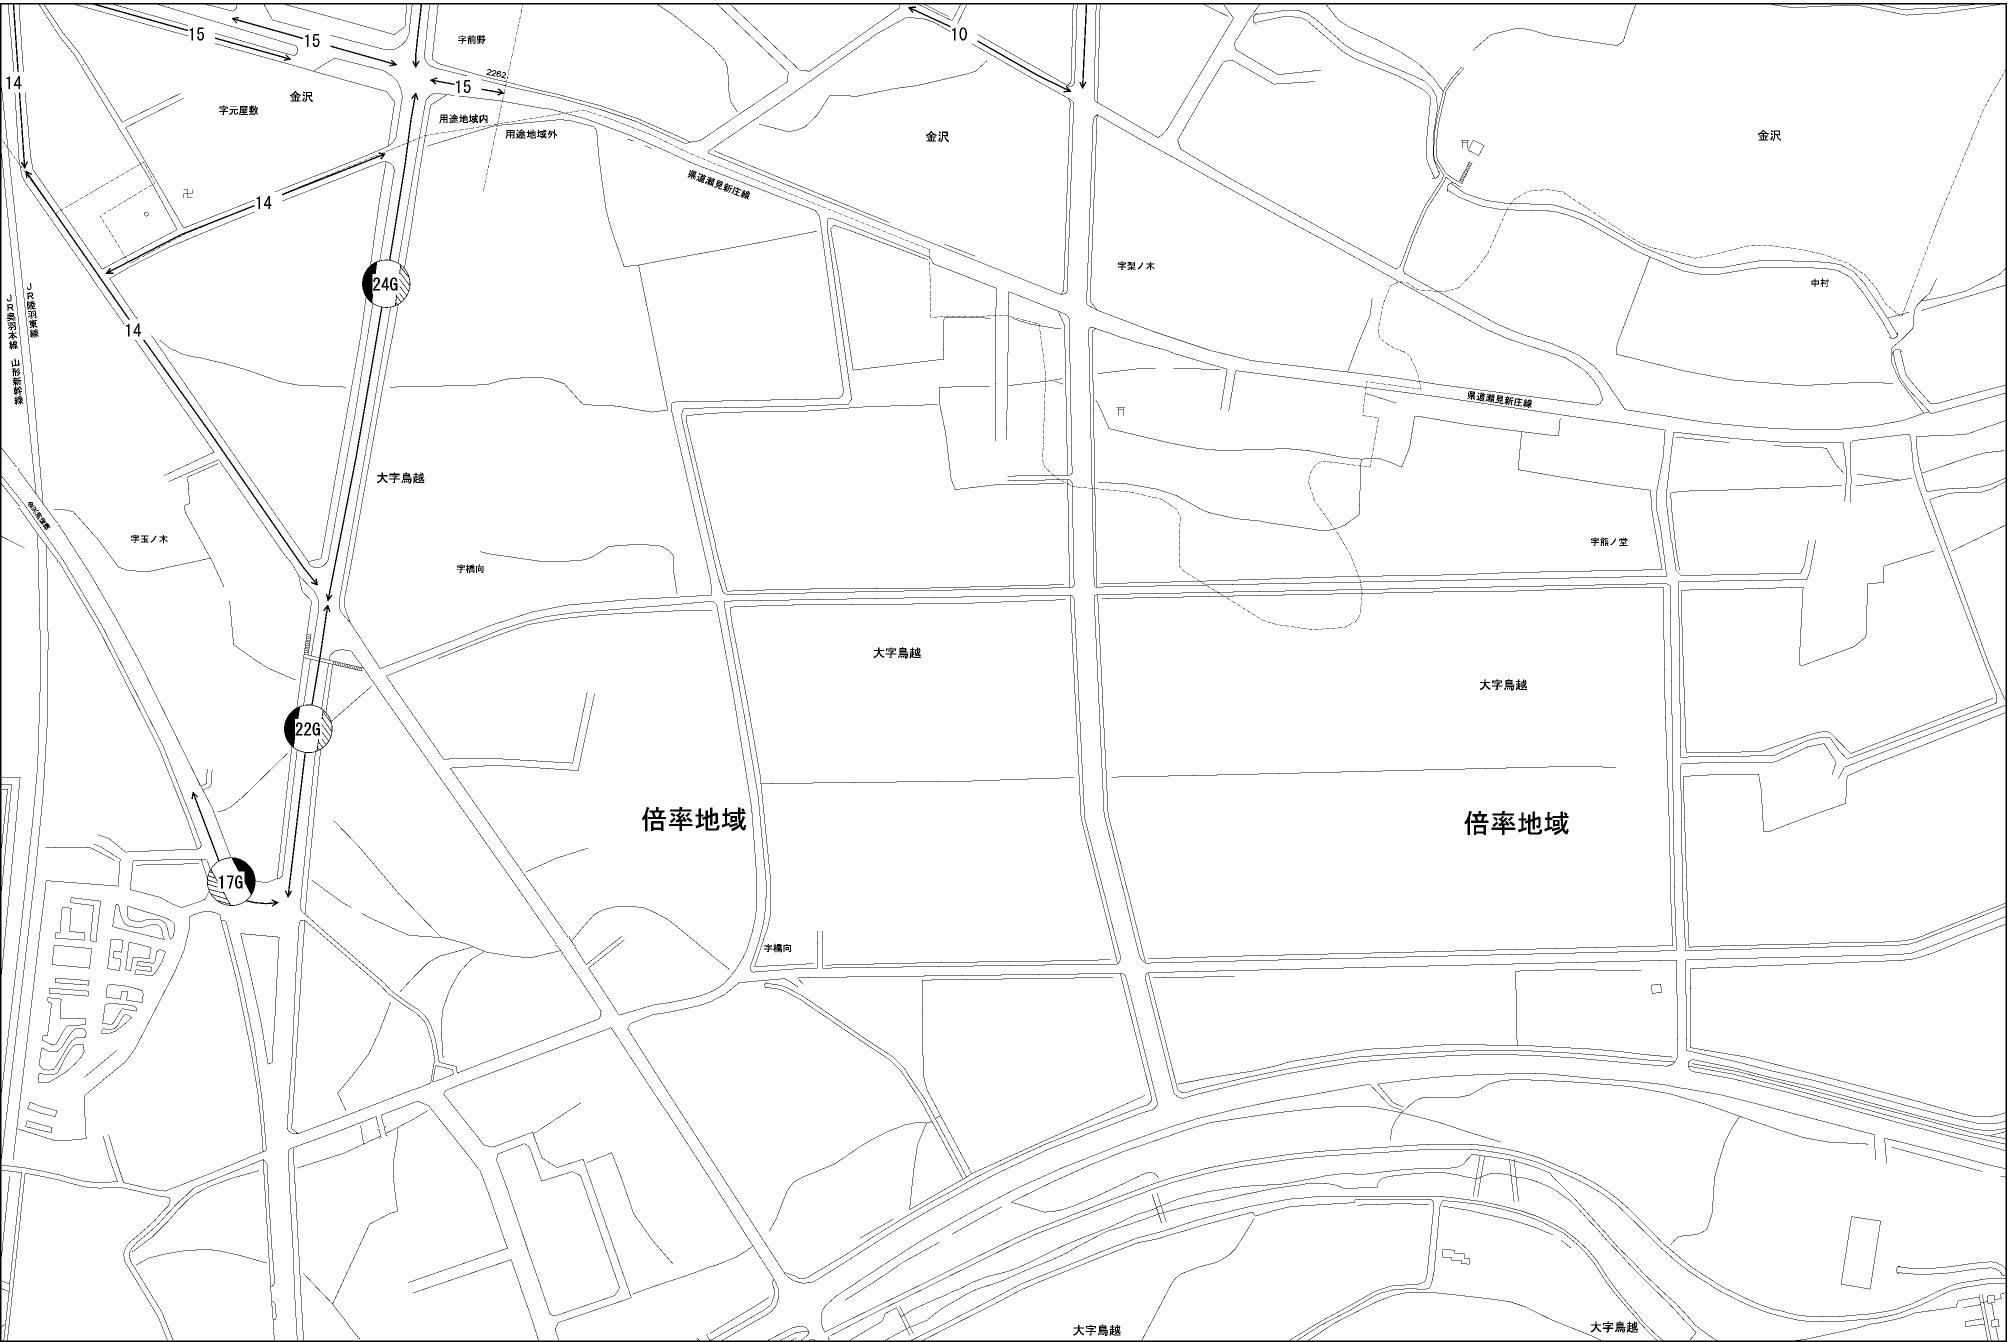 15
15
字前野
10
14
2262
15
金沢
字元屋敷
用途地域内
用途地域外
金沢
金沢
県道瀬見新庄線
14
字梨ノ木
中村
24G
JR陸羽東線
JR奥羽本線 山形新幹線
14
県道瀬見新庄線
大字鳥越
字玉ノ木
字橋向
字熊ノ堂
大字鳥越
大字鳥越
22G
倍率地域
倍率地域
17G
字橋向
大字鳥越
大字鳥越